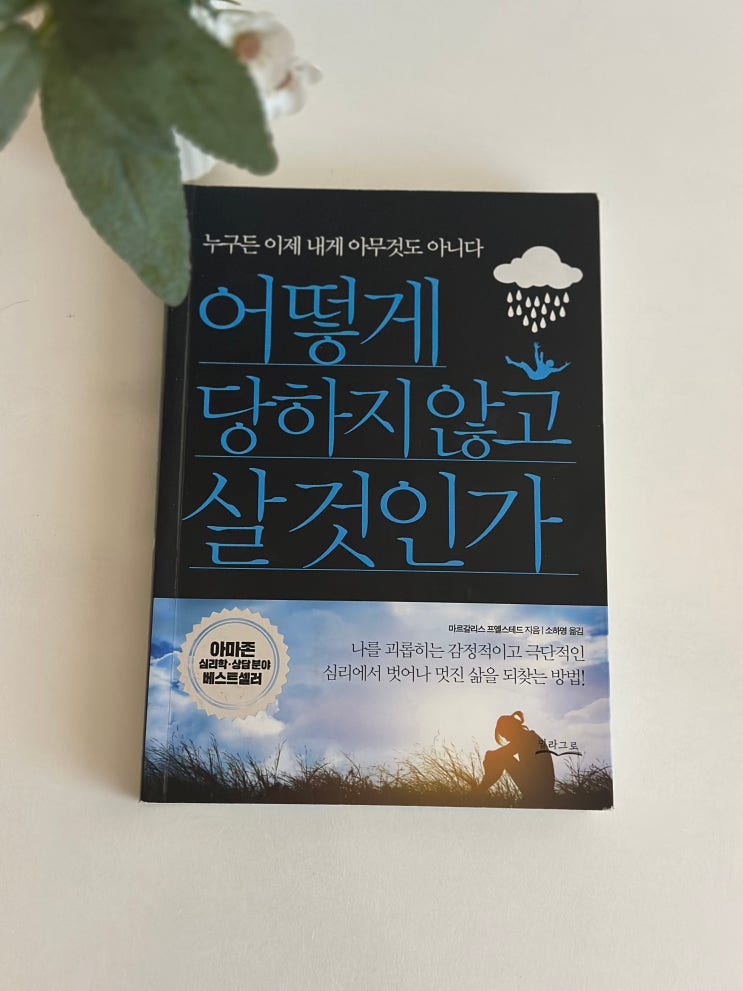 누구든 이제 내게 아무것도 아니다
어떻게
당하지 않고
살 것인가
마르갈리스 프옐스테드 지음 | 소하영 옮김
나를 괴롭히는 감정적이고 극단적인
심리에서 벗어나 멋진 삶을 되찾는 방법!
아마존
심리학·상담 분야
베스트셀러